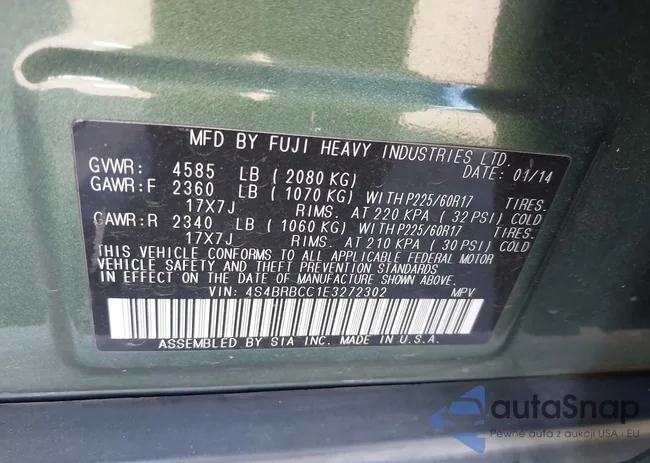 MFD BY FUJI HEAVY INDUSTRIES LTD.
GVWR: 4585 LB ( 2080 KG) DATE: 01/14
GAWR:F 2360 LB ( 1070 KG) WITH P225/60R17 TIRES.
17X7J RIMS. AT 220 KPA ( 32 PSI) COLD
GAWR:R 2340 LB ( 1060 KG) WITH P225/60R17 TIRES.
17X7J RIMS. AT 210 KPA ( 30 PSI) COLD
THIS VEHICLE CONFORMS TO ALL APPLICABLE FEDERAL MOTOR
VEHICLE SAFETY AND THEFT PREVENTION STANDARDS
IN EFFECT ON THE DATE OF MANUFACTURE SHOWN ABOVE.
VIN: 4S4BRBCC1E3272302 MPV
ASSEMBLED BY SIA INC. MADE IN U.S.A.
autaSnap
Pewne auta z aukcji USA i EU